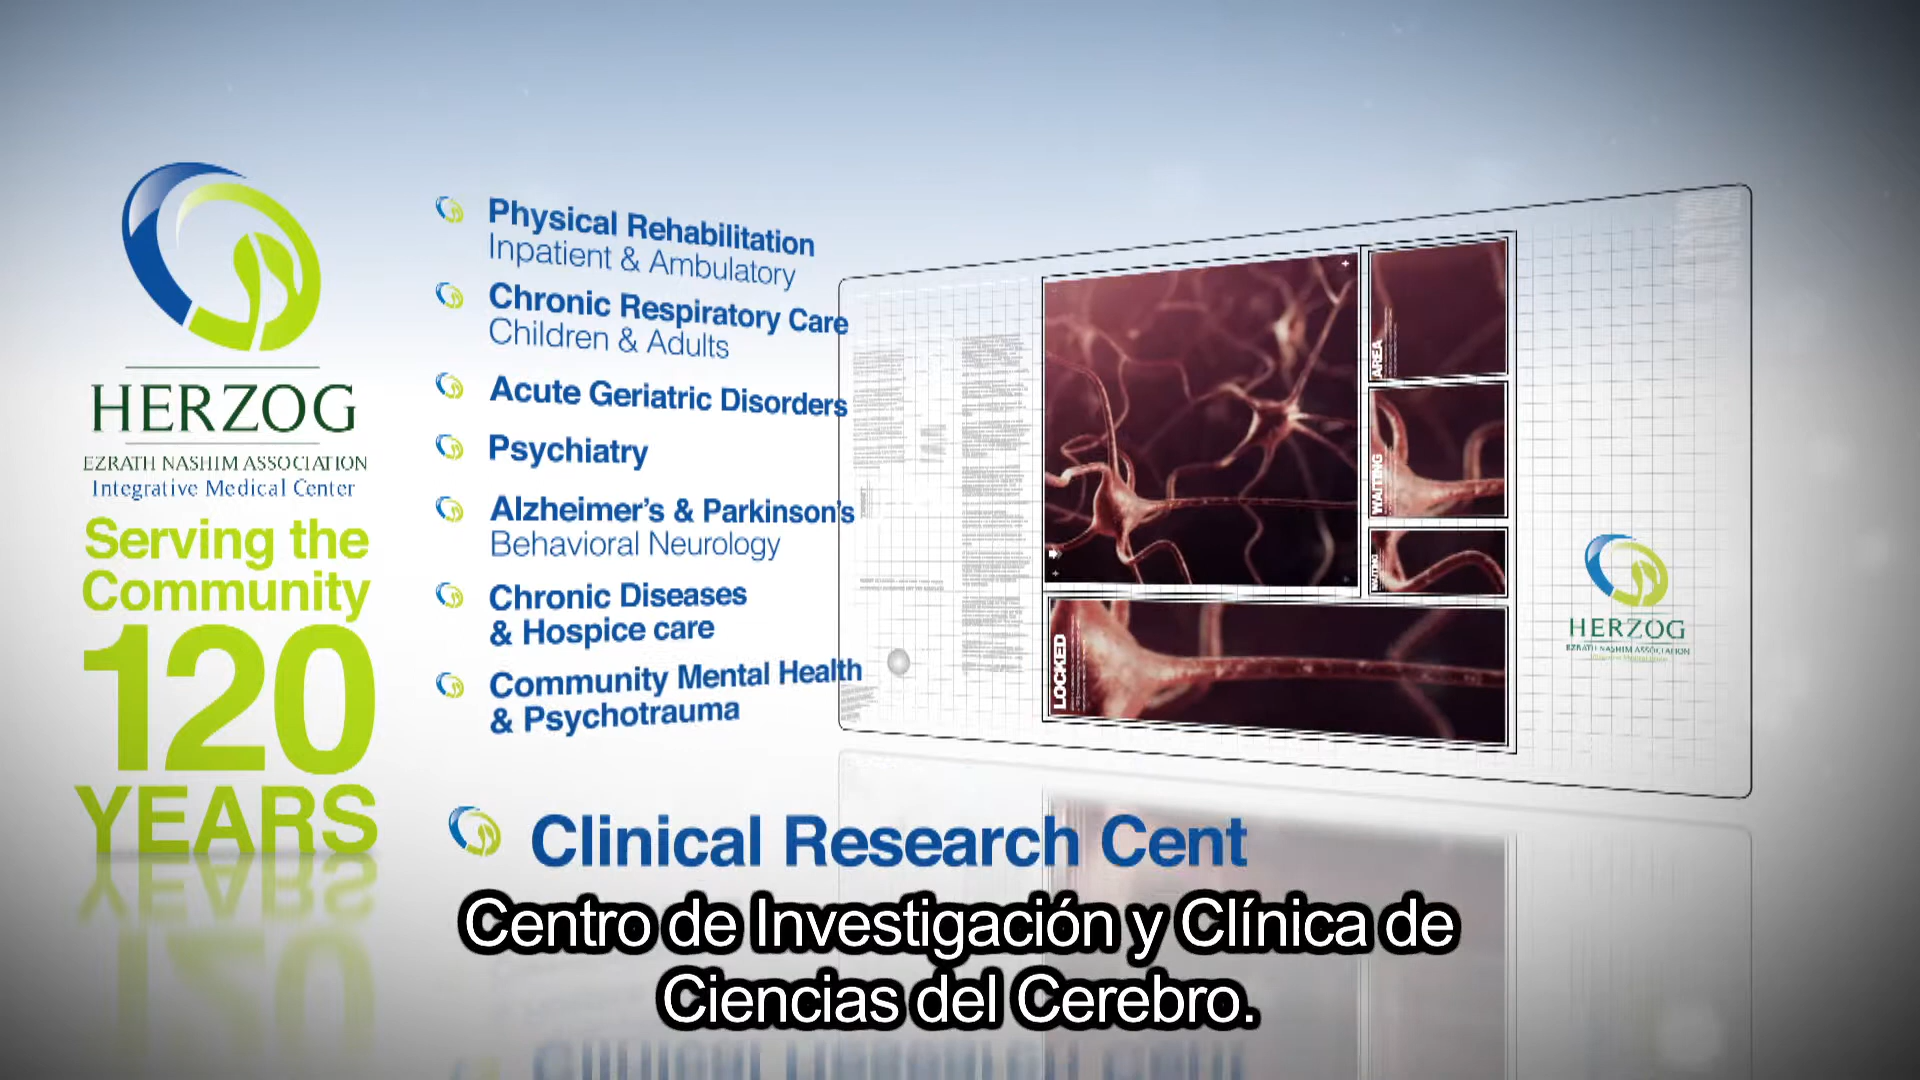 HERZOG
EZRATH NASHIM ASSOCIATION
Integrative Medical Center
Serving the
Community
120
YEARS
Physical Rehabilitation
Inpatient & Ambulatory
Chronic Respiratory Care
Children & Adults
Acute Geriatric Disorders
Psychiatry
Alzheimer's & Parkinson's
Behavioral Neurology
Chronic Diseases
& Hospice care
Community Mental Health
& Psychotrauma
Clinical Research Cent
AREA
WAITING
WAITING
LOCKED
HERZOG
EZRATH NASHIM ASSOCIATION
Centro de Investigación y Clínica de
Ciencias del Cerebro.